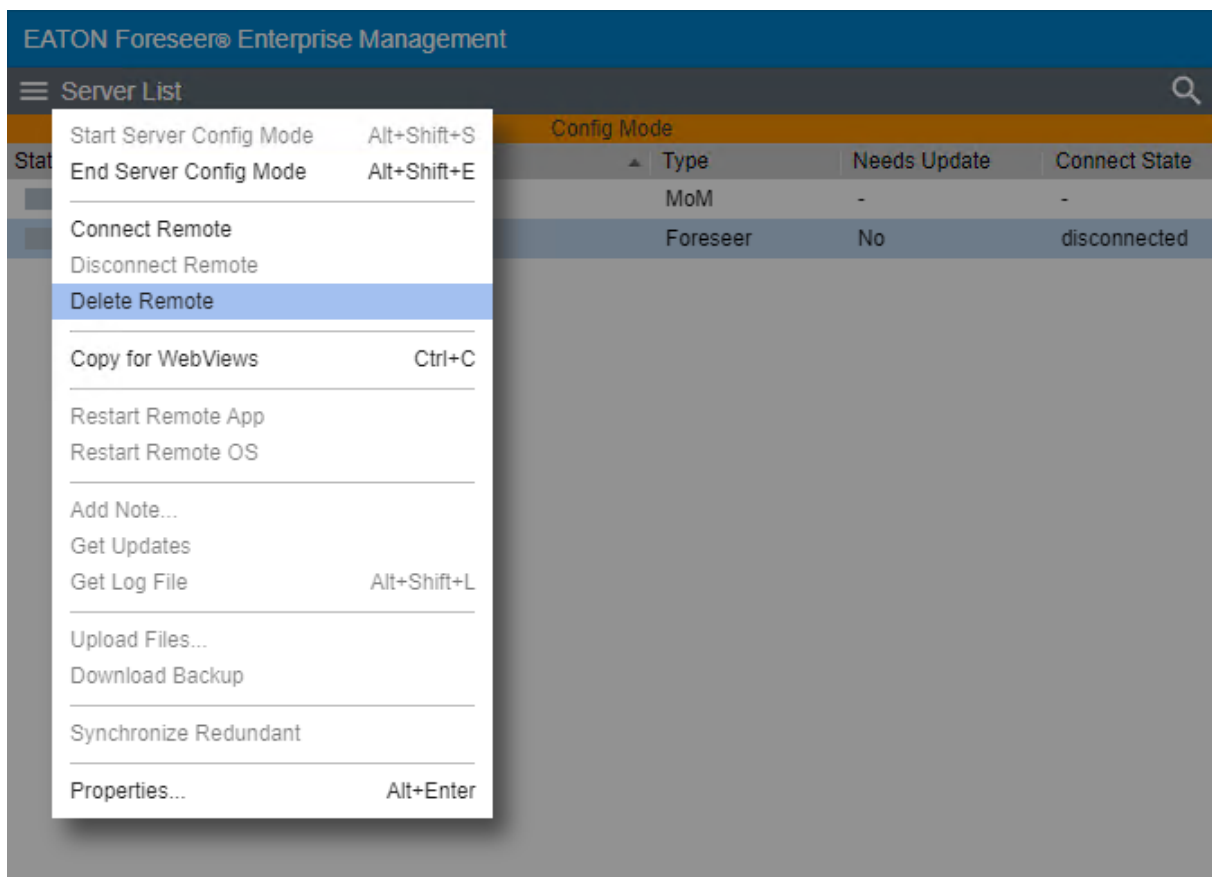 EATON Foreseer® Enterprise Management
Server List
Config Mode
Stat Type Needs Update Connect State
MoM - -
Foreseer No disconnected
Start Server Config Mode Alt+Shift+S
End Server Config Mode Alt+Shift+E
Connect Remote
Disconnect Remote
Delete Remote
Copy for WebViews Ctrl+C
Restart Remote App
Restart Remote OS
Add Note...
Get Updates
Get Log File Alt+Shift+L
Upload Files...
Download Backup
Synchronize Redundant
Properties... Alt+Enter